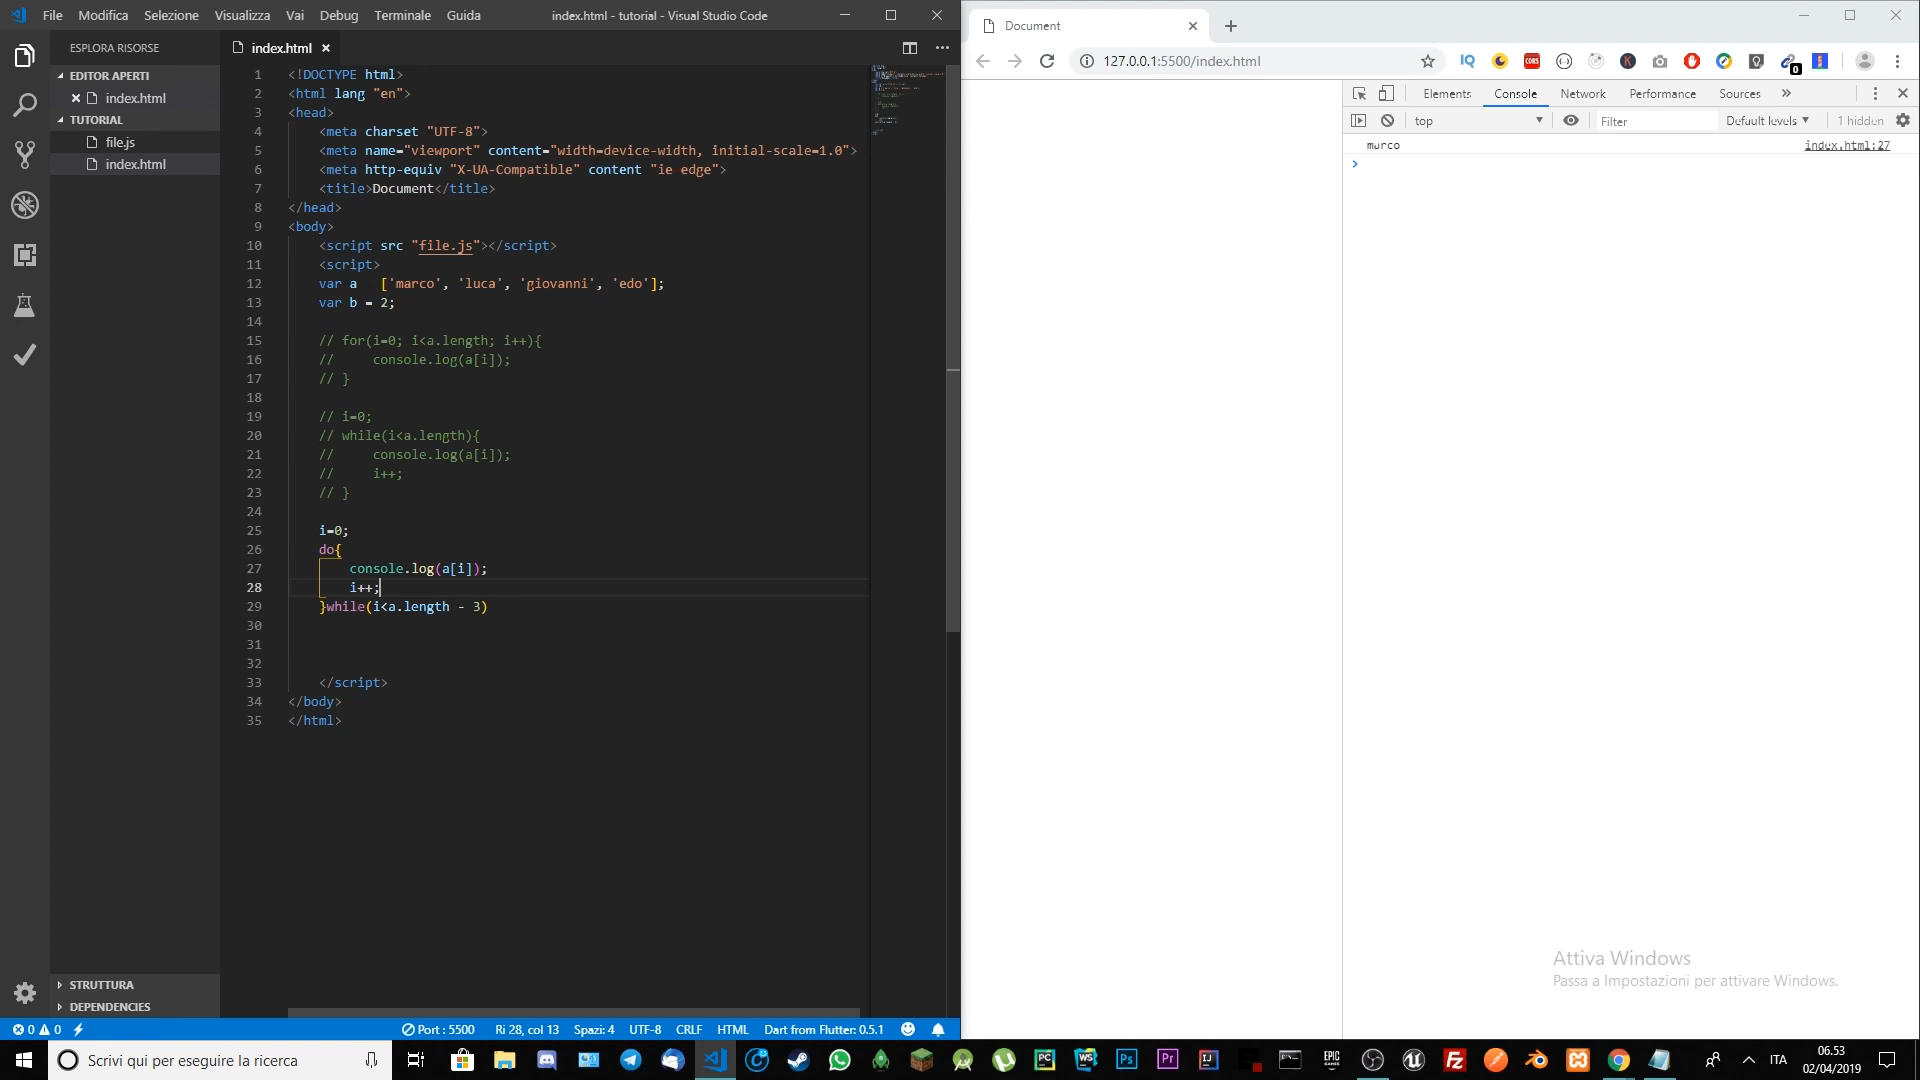 File Modifica Selezione Visualizza Vai Debug Terminale Guida index.html - tutorial - Visual Studio Code
ESPLORA RISORSE
EDITOR APERTI
index.html
TUTORIAL
file.js
index.html
STRUTTURA
DEPENDENCIES
index.html
1 <!DOCTYPE html>
2 <html lang "en">
3 <head>
4 <meta charset "UTF-8">
5 <meta name="viewport" content="width=device-width, initial-scale=1.0">
6 <meta http-equiv "X-UA-Compatible" content "ie edge">
7 <title>Document</title>
8 </head>
9 <body>
10 <script src "file.js"></script>
11 <script>
12 var a ['marco', 'luca', 'giovanni', 'edo'];
13 var b = 2;
14
15 // for(i=0; i<a.length; i++){
16 // console.log(a[i]);
17 // }
18
19 // i=0;
20 // while(i<a.length){
21 // console.log(a[i]);
22 // i++;
23 // }
24
25 i=0;
26 do{
27 console.log(a[i]);
28 i++;
29 }while(i<a.length - 3)
30
31
32
33 </script>
34 </body>
35 </html>
0 0 Port : 5500 Ri 28, col 13 Spazi: 4 UTF-8 CRLF HTML Dart from Flutter: 0.5.1
Document
127.0.0.1:5500/index.html
Elements Console Network Performance Sources
top Filter Default levels 1 hidden
marco index.html:27
Attiva Windows
Passa a Impostazioni per attivare Windows.
Scrivi qui per eseguire la ricerca
ITA
06.53
02/04/2019